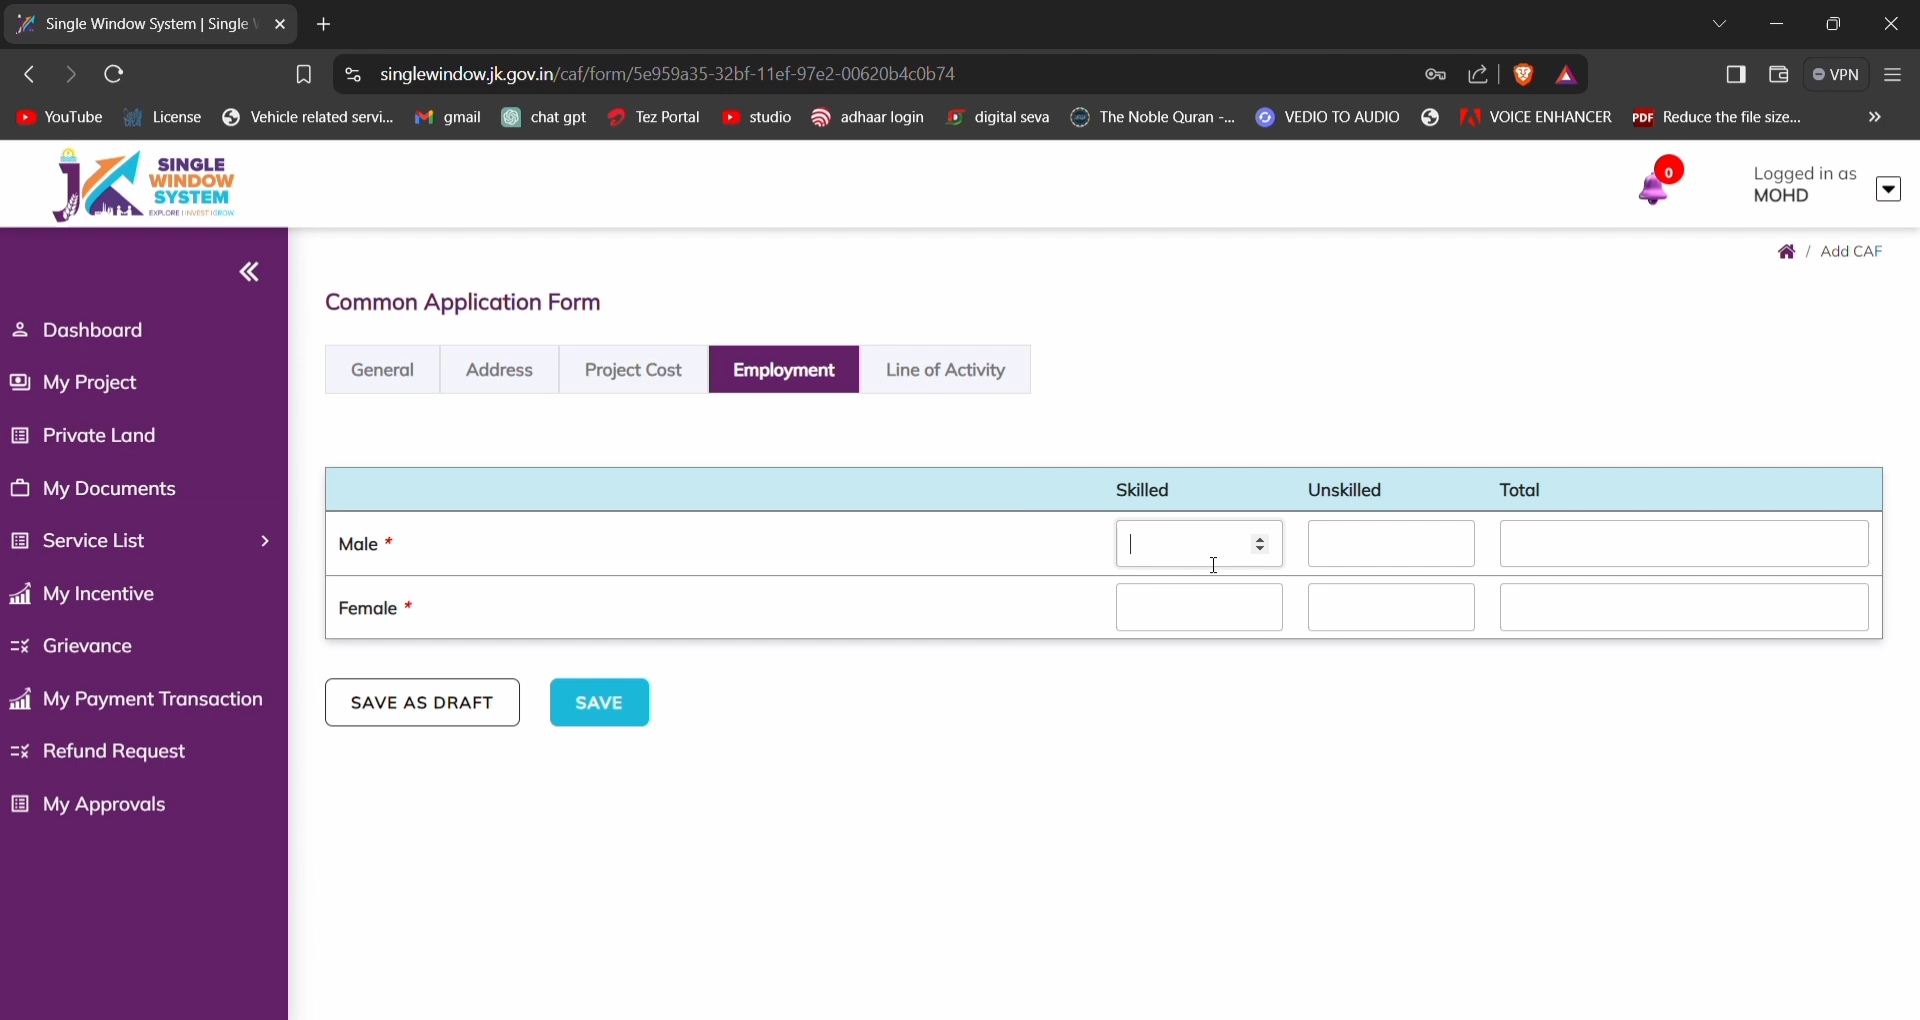 Single Window System | Single
singlewindow.jk.gov.in/caf/form/5e959a35-32bf-11ef-97e2-00620b4c0b74
VPN
YouTube
License
Vehicle related servi...
gmail
chat gpt
Tez Portal
studio
adhaar login
digital seva
The Noble Quran -...
VEDIO TO AUDIO
VOICE ENHANCER
PDF Reduce the file size...
JK SINGLE
WINDOW
SYSTEM
EXPLORE | INVEST | GROW
0
Logged in as
MOHD
/ Add CAF
Dashboard
My Project
Private Land
My Documents
Service List
My Incentive
Grievance
My Payment Transaction
Refund Request
My Approvals
Common Application Form
General
Address
Project Cost
Employment
Line of Activity
Skilled
Unskilled
Total
Male *
Female *
SAVE AS DRAFT
SAVE